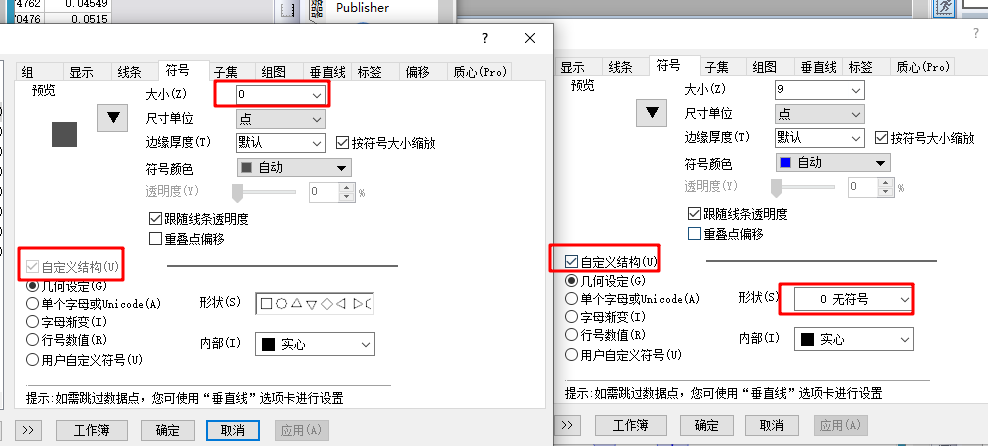 74762 0.04549
70476 0.0515
Publisher
?
组 显示 线条 符号 子集 组图 垂直线 标签 偏移 质心(Pro)
预览
大小(Z) 0
尺寸单位 点
边缘厚度(T) 默认 按符号大小缩放
符号颜色 自动
透明度(Y) 0 %
跟随线条透明度
重叠点偏移
自定义结构(U)
几何设定(G)
单个字母或Unicode(A)
字母渐变(I)
行号数值(R)
用户自定义符号(U)
形状(S)
内部(I) 实心
提示:如需跳过数据点，您可使用“垂直线”选项卡进行设置
>> 工作簿 确定 取消 应用(A)
?
显示 线条 符号 子集 组图 垂直线 标签 质心(Pro)
预览
大小(Z) 9
尺寸单位 点
边缘厚度(T) 默认 按符号大小缩放
符号颜色 自动
透明度(Y) 0 %
跟随线条透明度
重叠点偏移
自定义结构(U)
几何设定(G)
单个字母或Unicode(A)
字母渐变(I)
行号数值(R)
用户自定义符号(U)
形状(S) 0 无符号
内部(I) 实心
提示:如需跳过数据点，您可使用“垂直线”选项卡进行设置
>> 工作簿 确定 取消 应用(A)